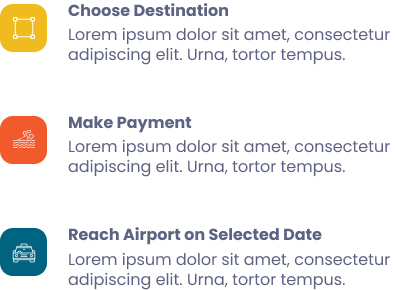 Choose Destination
Lorem ipsum dolor sit amet, consectetur
adipiscing elit. Urna, tortor tempus.
Make Payment
Lorem ipsum dolor sit amet, consectetur
adipiscing elit. Urna, tortor tempus.
Reach Airport on Selected Date
Lorem ipsum dolor sit amet, consectetur
adipiscing elit. Urna, tortor tempus.